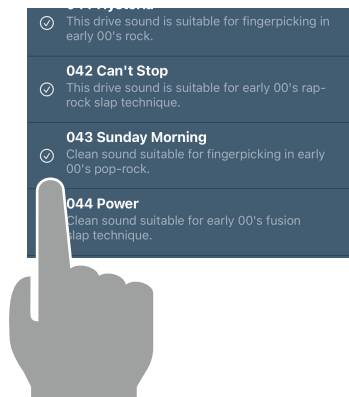 This drive sound is suitable for fingerpicking in
early 00's rock.
042 Can't Stop
This drive sound is suitable for early 00's rap-
rock slap technique.
043 Sunday Morning
Clean sound suitable for fingerpicking in early
00's pop-rock.
044 Power
Clean sound suitable for early 00's fusion
slap technique.